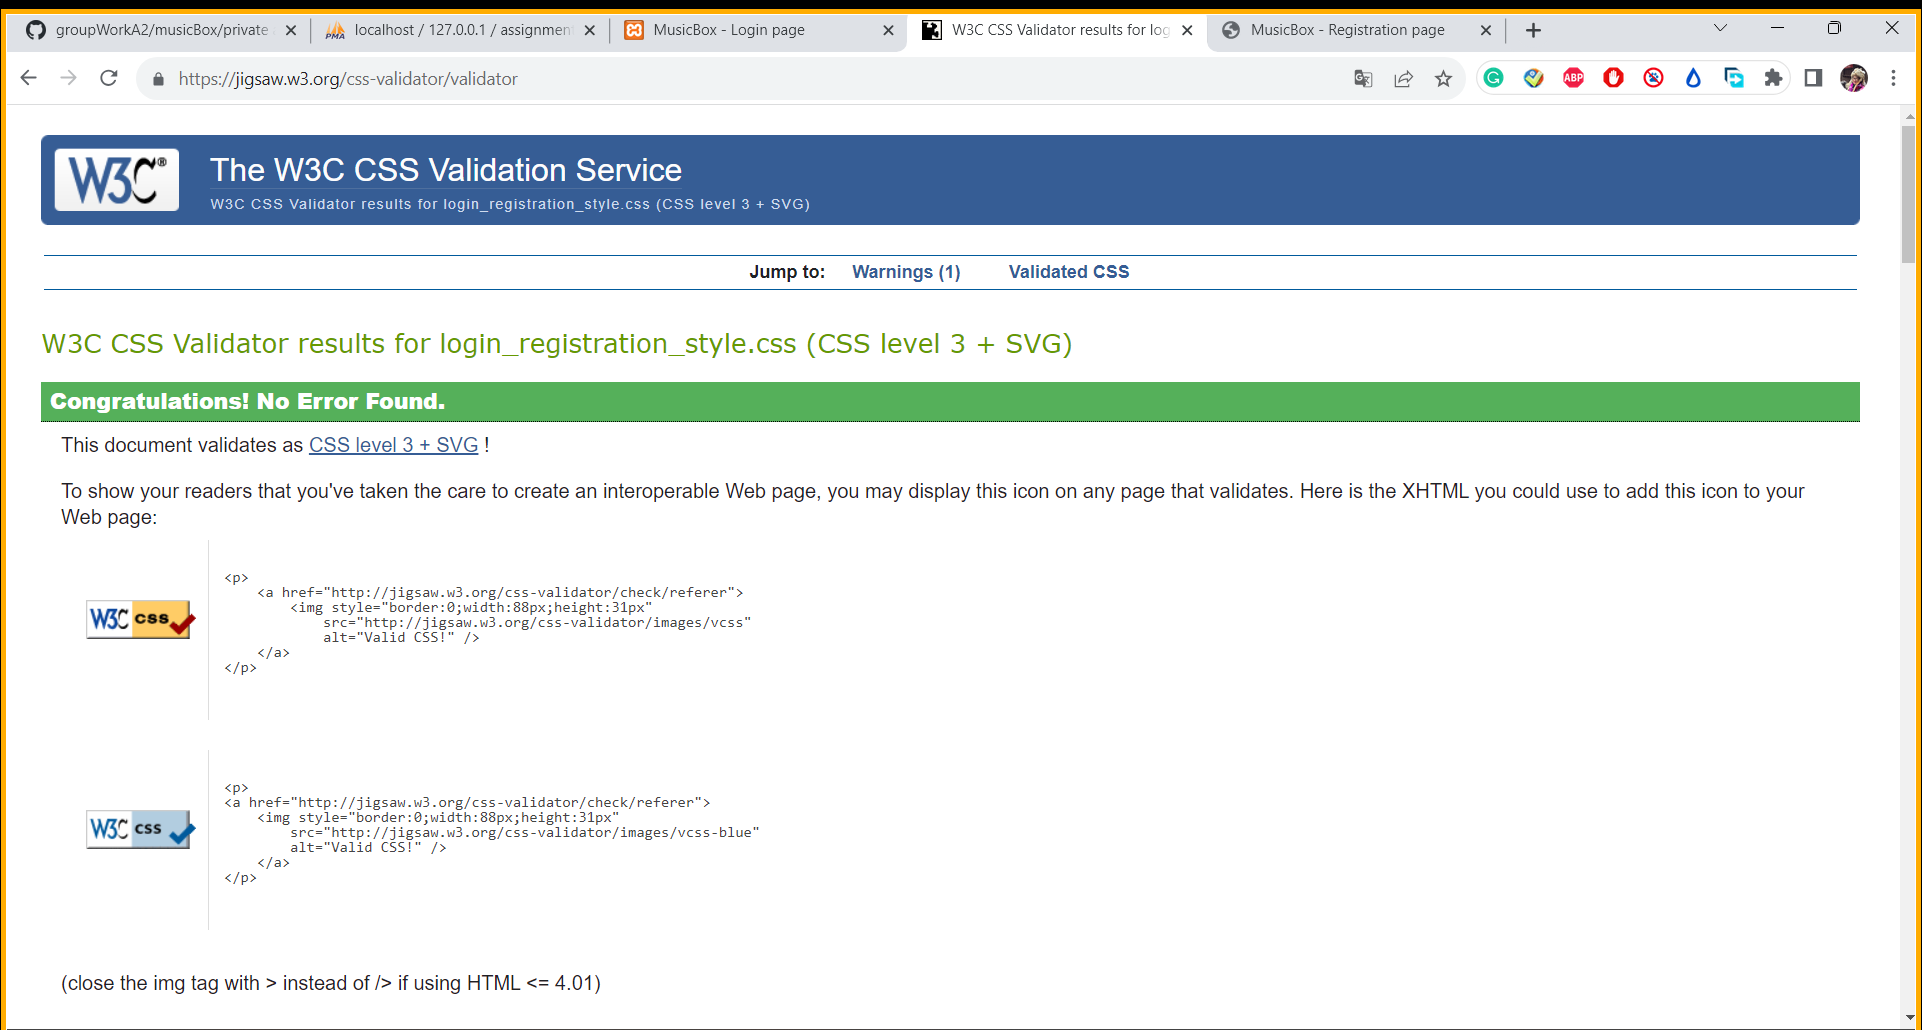 groupWorkA2/musicBox/private
localhost / 127.0.0.1 / assignment
MusicBox - Login page
W3C CSS Validator results for log
MusicBox - Registration page
https://jigsaw.w3.org/css-validator/validator
ABP
W3C®
The W3C CSS Validation Service
W3C CSS Validator results for login_registration_style.css (CSS level 3 + SVG)
Jump to: Warnings (1) Validated CSS
W3C CSS Validator results for login_registration_style.css (CSS level 3 + SVG)
Congratulations! No Error Found.
This document validates as CSS level 3 + SVG !
To show your readers that you've taken the care to create an interoperable Web page, you may display this icon on any page that validates. Here is the XHTML you could use to add this icon to your
Web page:
W3C css
<p>
<a href="http://jigsaw.w3.org/css-validator/check/referer">
<img style="border:0;width:88px;height:31px"
src="http://jigsaw.w3.org/css-validator/images/vcss"
alt="Valid CSS!" />
</a>
</p>
W3C css
<p>
<a href="http://jigsaw.w3.org/css-validator/check/referer">
<img style="border:0;width:88px;height:31px"
src="http://jigsaw.w3.org/css-validator/images/vcss-blue"
alt="Valid CSS!" />
</a>
</p>
(close the img tag with > instead of /> if using HTML <= 4.01)